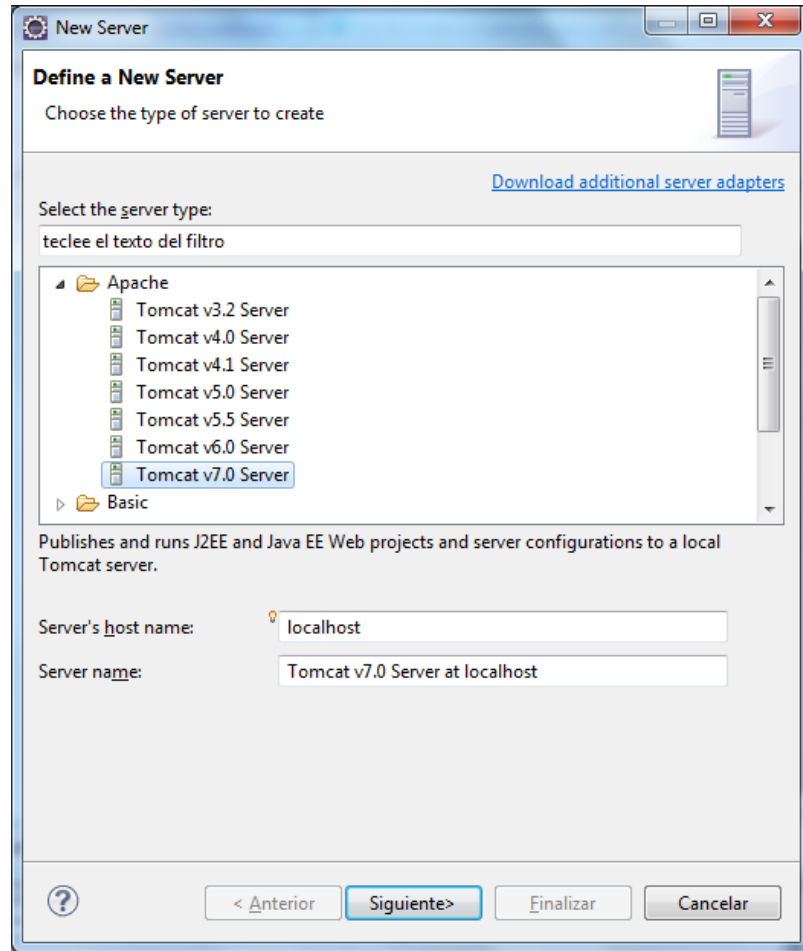 New Server
Define a New Server
Choose the type of server to create
Download additional server adapters
Select the server type:
teclee el texto del filtro
Apache
Tomcat v3.2 Server
Tomcat v4.0 Server
Tomcat v4.1 Server
Tomcat v5.0 Server
Tomcat v5.5 Server
Tomcat v6.0 Server
Tomcat v7.0 Server
Basic
Publishes and runs J2EE and Java EE Web projects and server configurations to a local
Tomcat server.
Server's host name: localhost
Server name: Tomcat v7.0 Server at localhost
? < Anterior Siguiente> Finalizar Cancelar